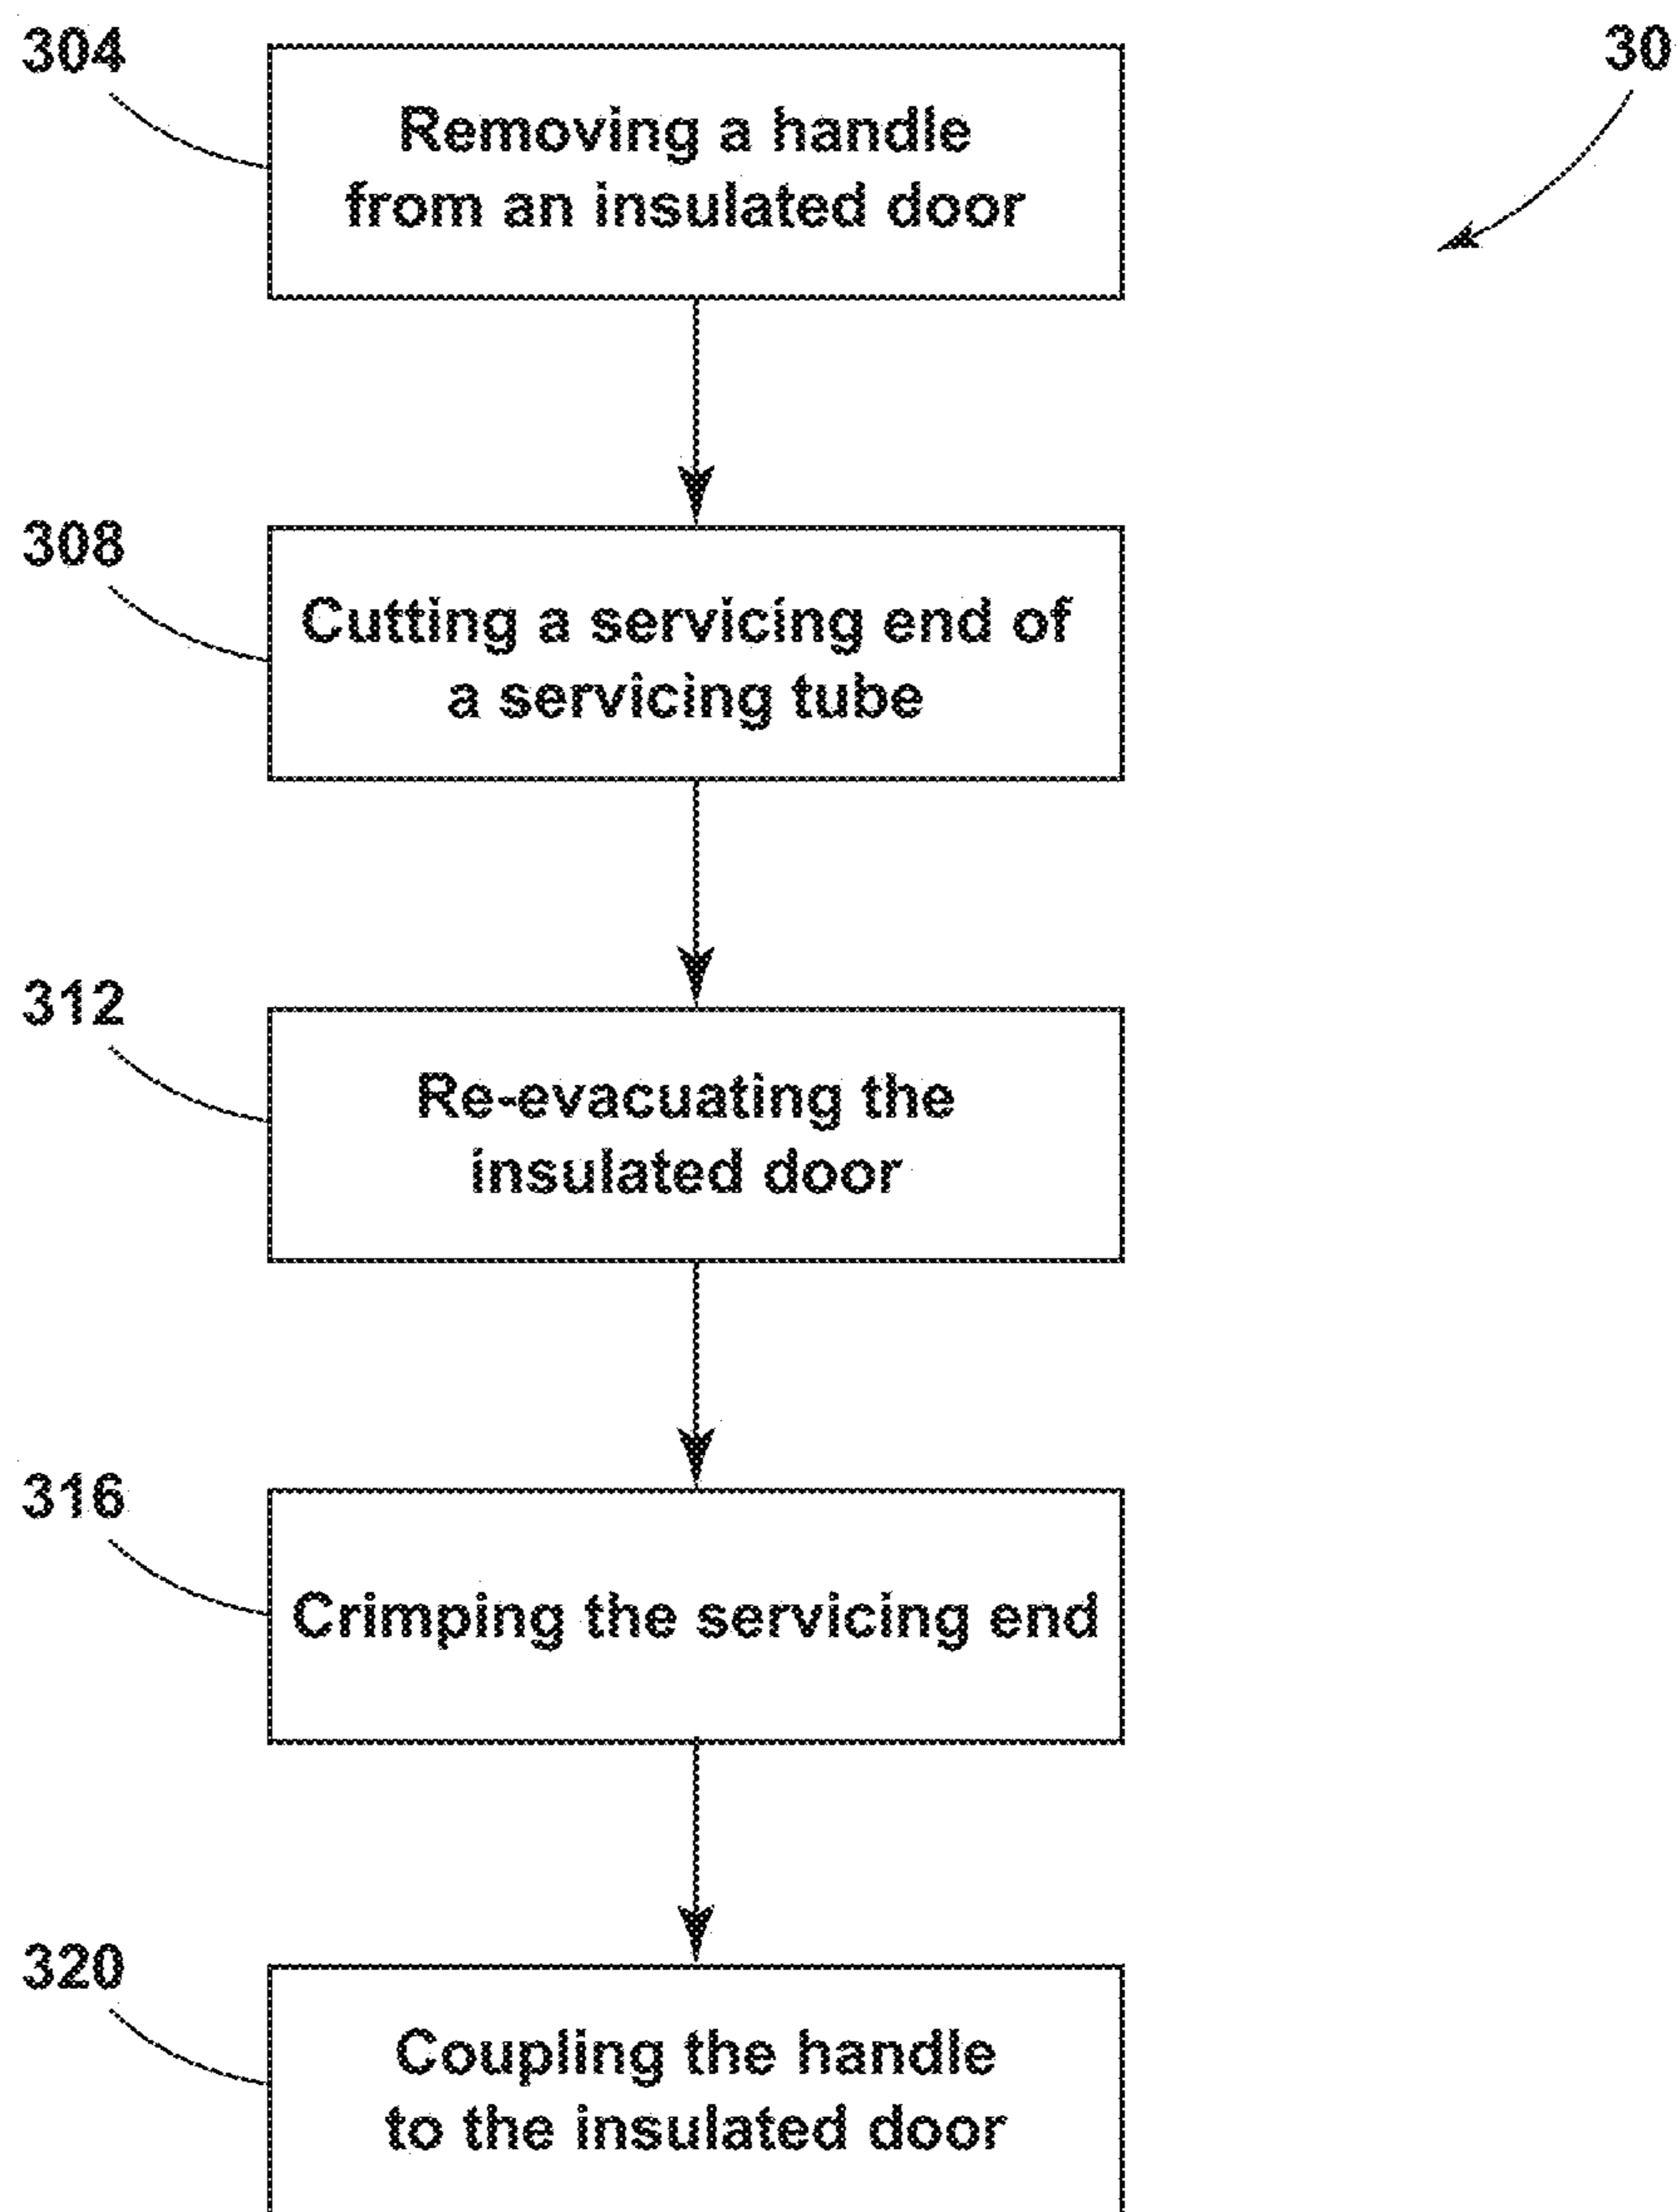 304
30
Removing a handle
from an insulated door
308
Cutting a servicing end of
a servicing tube
312
Re-evacuating the
insulated door
316
Crimping the servicing end
320
Coupling the handle
to the insulated door